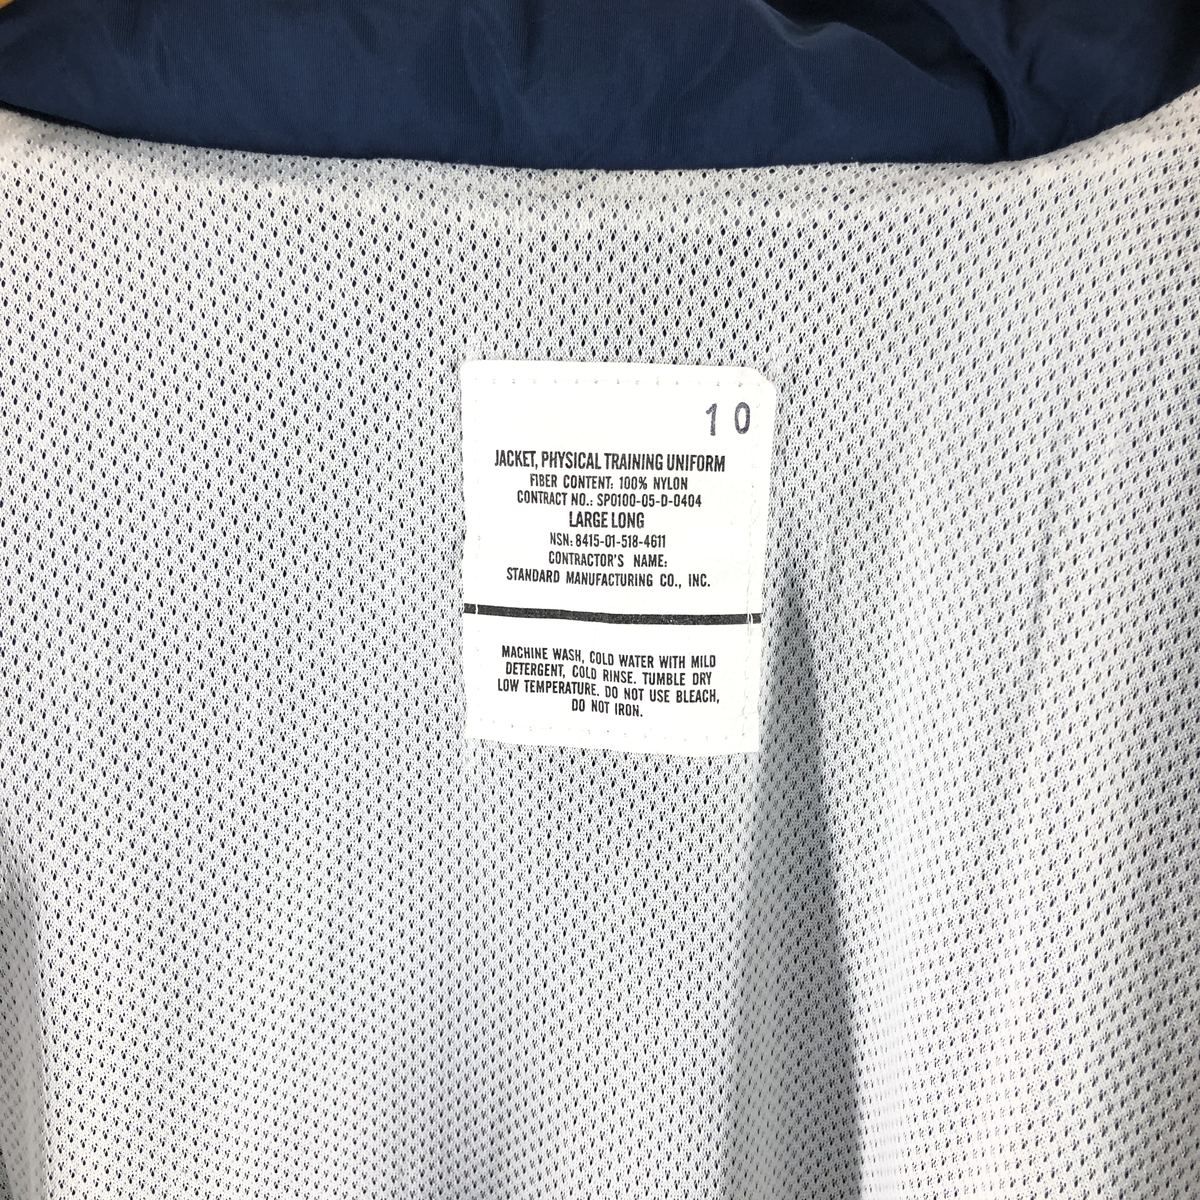 10
JACKET, PHYSICAL TRAINING UNIFORM
FIBER CONTENT: 100% NYLON
CONTRACT NO.: SP0100-05-D-0404
LARGE LONG
NSN: 8415-01-518-4611
CONTRACTOR'S NAME:
STANDARD MANUFACTURING CO., INC.
MACHINE WASH, COLD WATER WITH MILD
DETERGENT, COLD RINSE. TUMBLE DRY
LOW TEMPERATURE. DO NOT USE BLEACH,
DO NOT IRON.